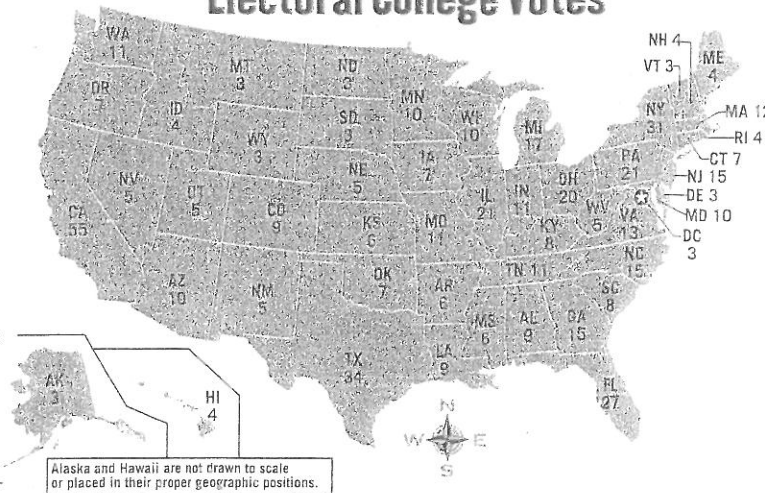 Electoral College Votes
WA
11
OR
7
CA
55
NV
5
ID
4
MT
3
WY
3
UT
5
AZ
10
CO
9
NM
5
ND
3
SD
3
NE
5
KS
6
OK
7
TX
34
MN
10
IA
7
MO
11
AR
6
LA
9
WI
10
IL
21
MS
6
MI
17
IN
11
KY
8
TN 11
AL
9
OH
20
WV
5
VA
13
NC
15
SC
8
GA
15
FL
27
PA
21
NY
31
VT 3
NH 4
ME
4
MA 12
RI 4
CT 7
NJ 15
DE 3
MD 10
DC
3
AK
3
HI
4
N
W E
S
Alaska and Hawaii are not drawn to scale
or placed in their proper geographic positions.